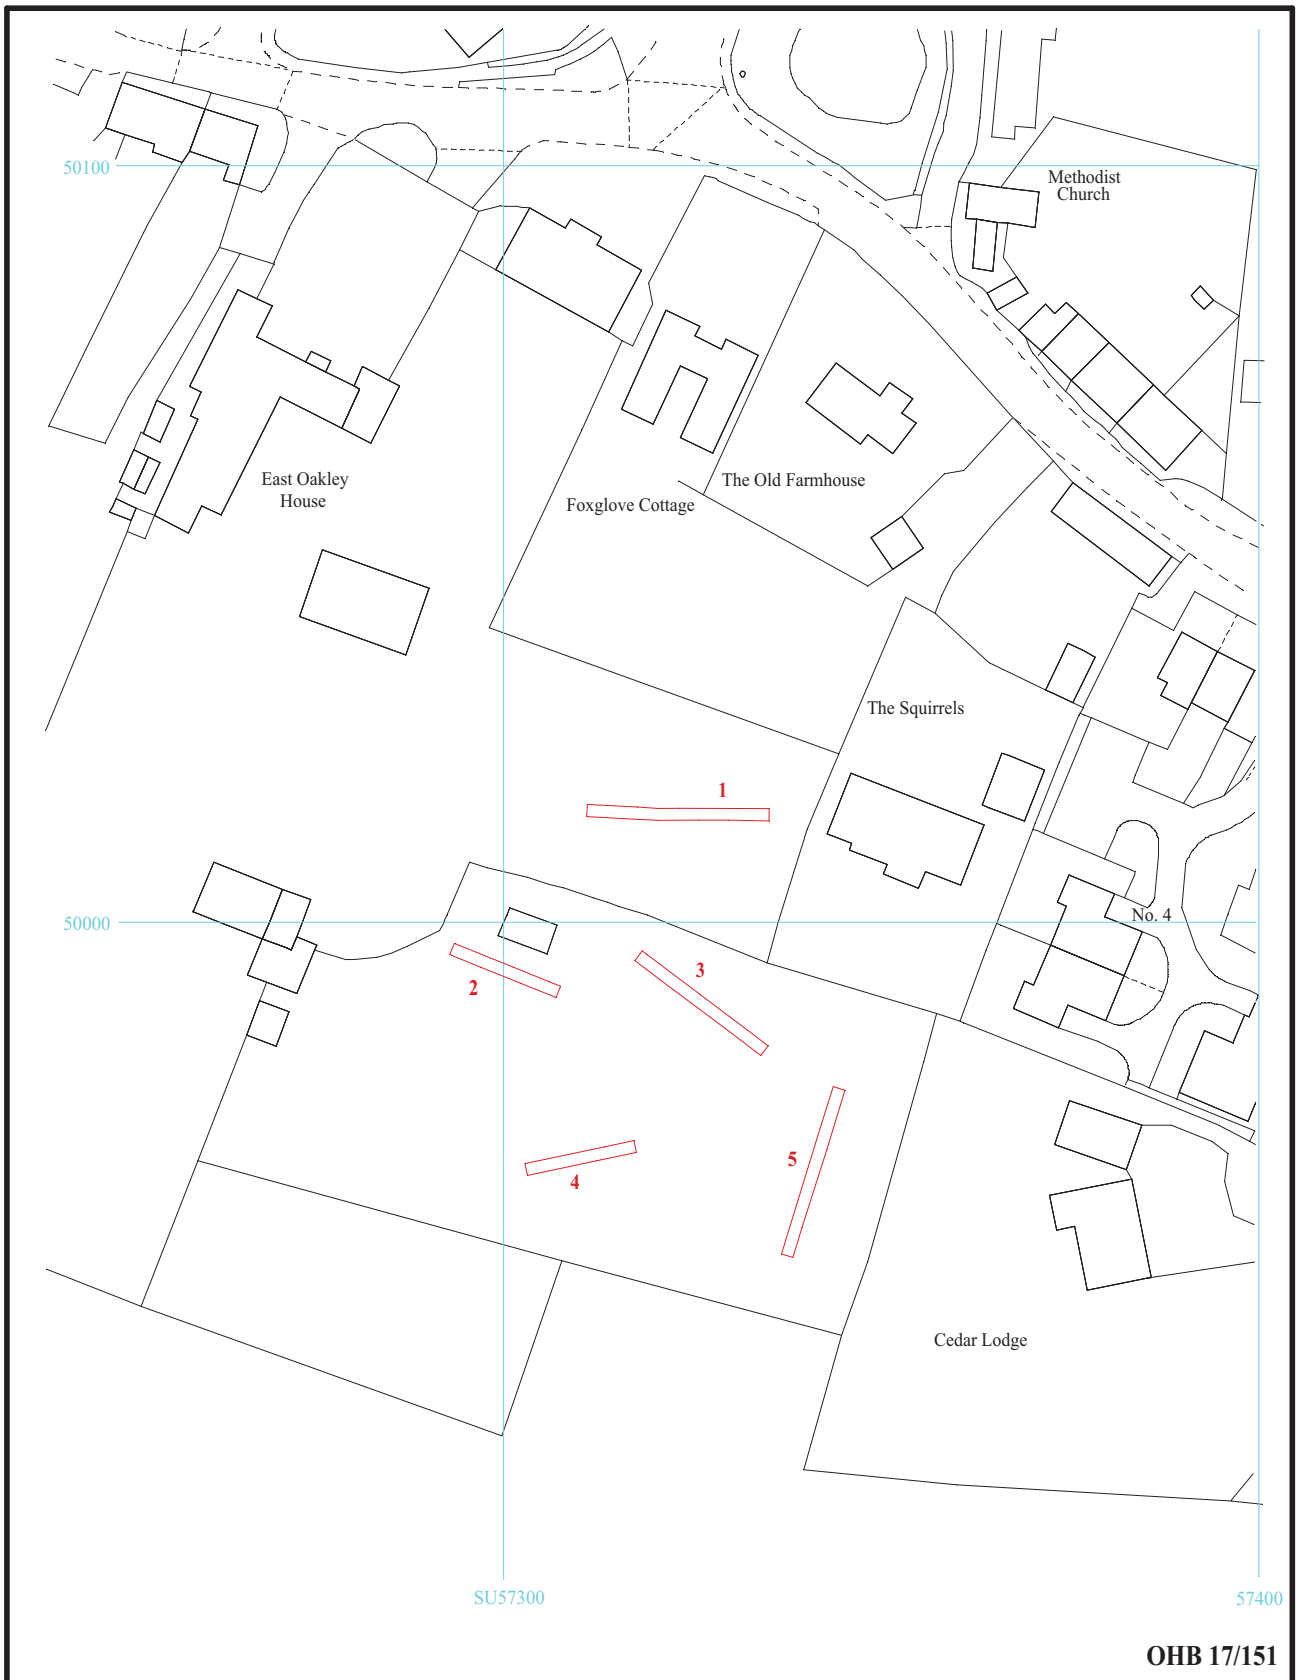 50100
Methodist
Church
East Oakley
House
The Old Farmhouse
Foxglove Cottage
The Squirrels
1
50000
No. 4
2
3
4
5
Cedar Lodge
SU57300
57400
OHB 17/151